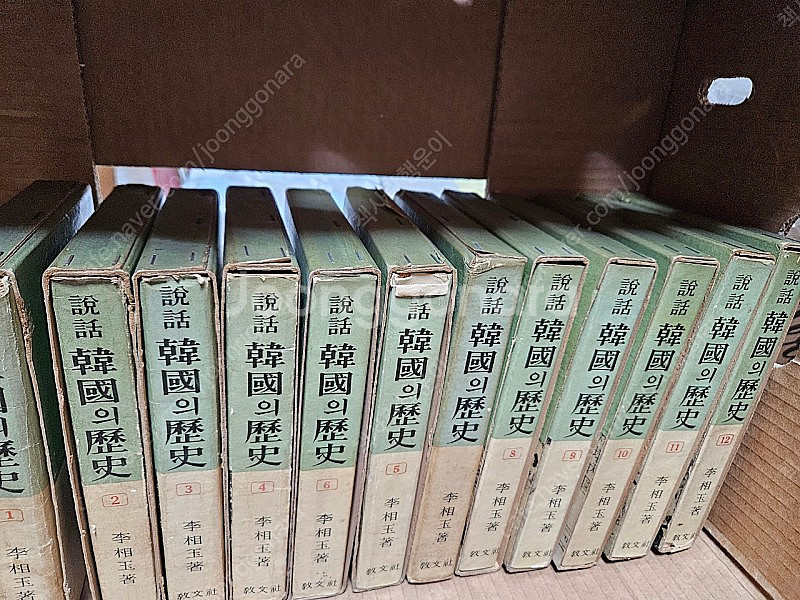 國의歷史
1
李相玉著
說話
韓國의歷史
2
李相玉著
說話
韓國의歷史
3
李相玉著
敎文社
說話
韓國의歷史
4
李相玉著
敎文社
說話
韓國의歷史
6
李相玉著
敎文社
說話
韓國의歷史
5
李相玉著
敎文社
說話
韓國의歷史
李相玉著
敎文社
說話
韓國의歷史
8
李相玉著
敎文社
說話
韓國의歷史
9
李相玉著
敎文社
說話
韓國의歷史
10
李相玉著
敎文社
說話
韓國의歷史
11
李相玉著
敎文社
說話
韓國의歷史
12
李相玉著
敎文社
Joonggonara